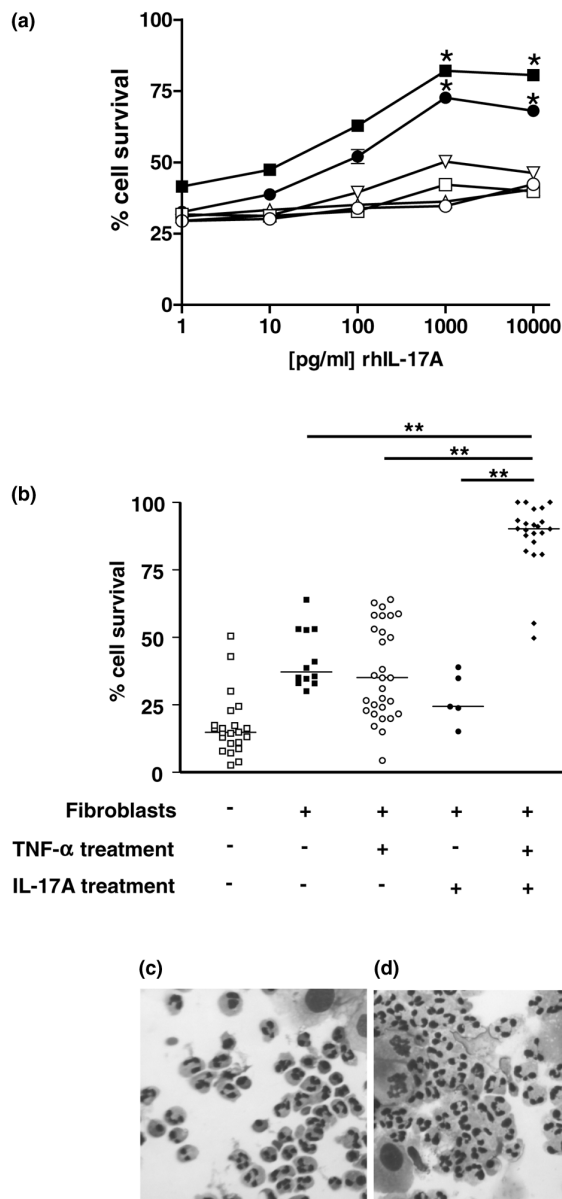 (a)
100
75
50
25
0
% cell survival
* *
* *
1 10 100 1000 10000
[pg/ml] rhIL-17A
**
**
**
(b)
100
75
50
25
0
% cell survival
Fibroblasts - + + + +
TNF-α treatment - - + - +
IL-17A treatment - - - + +
(c) (d)